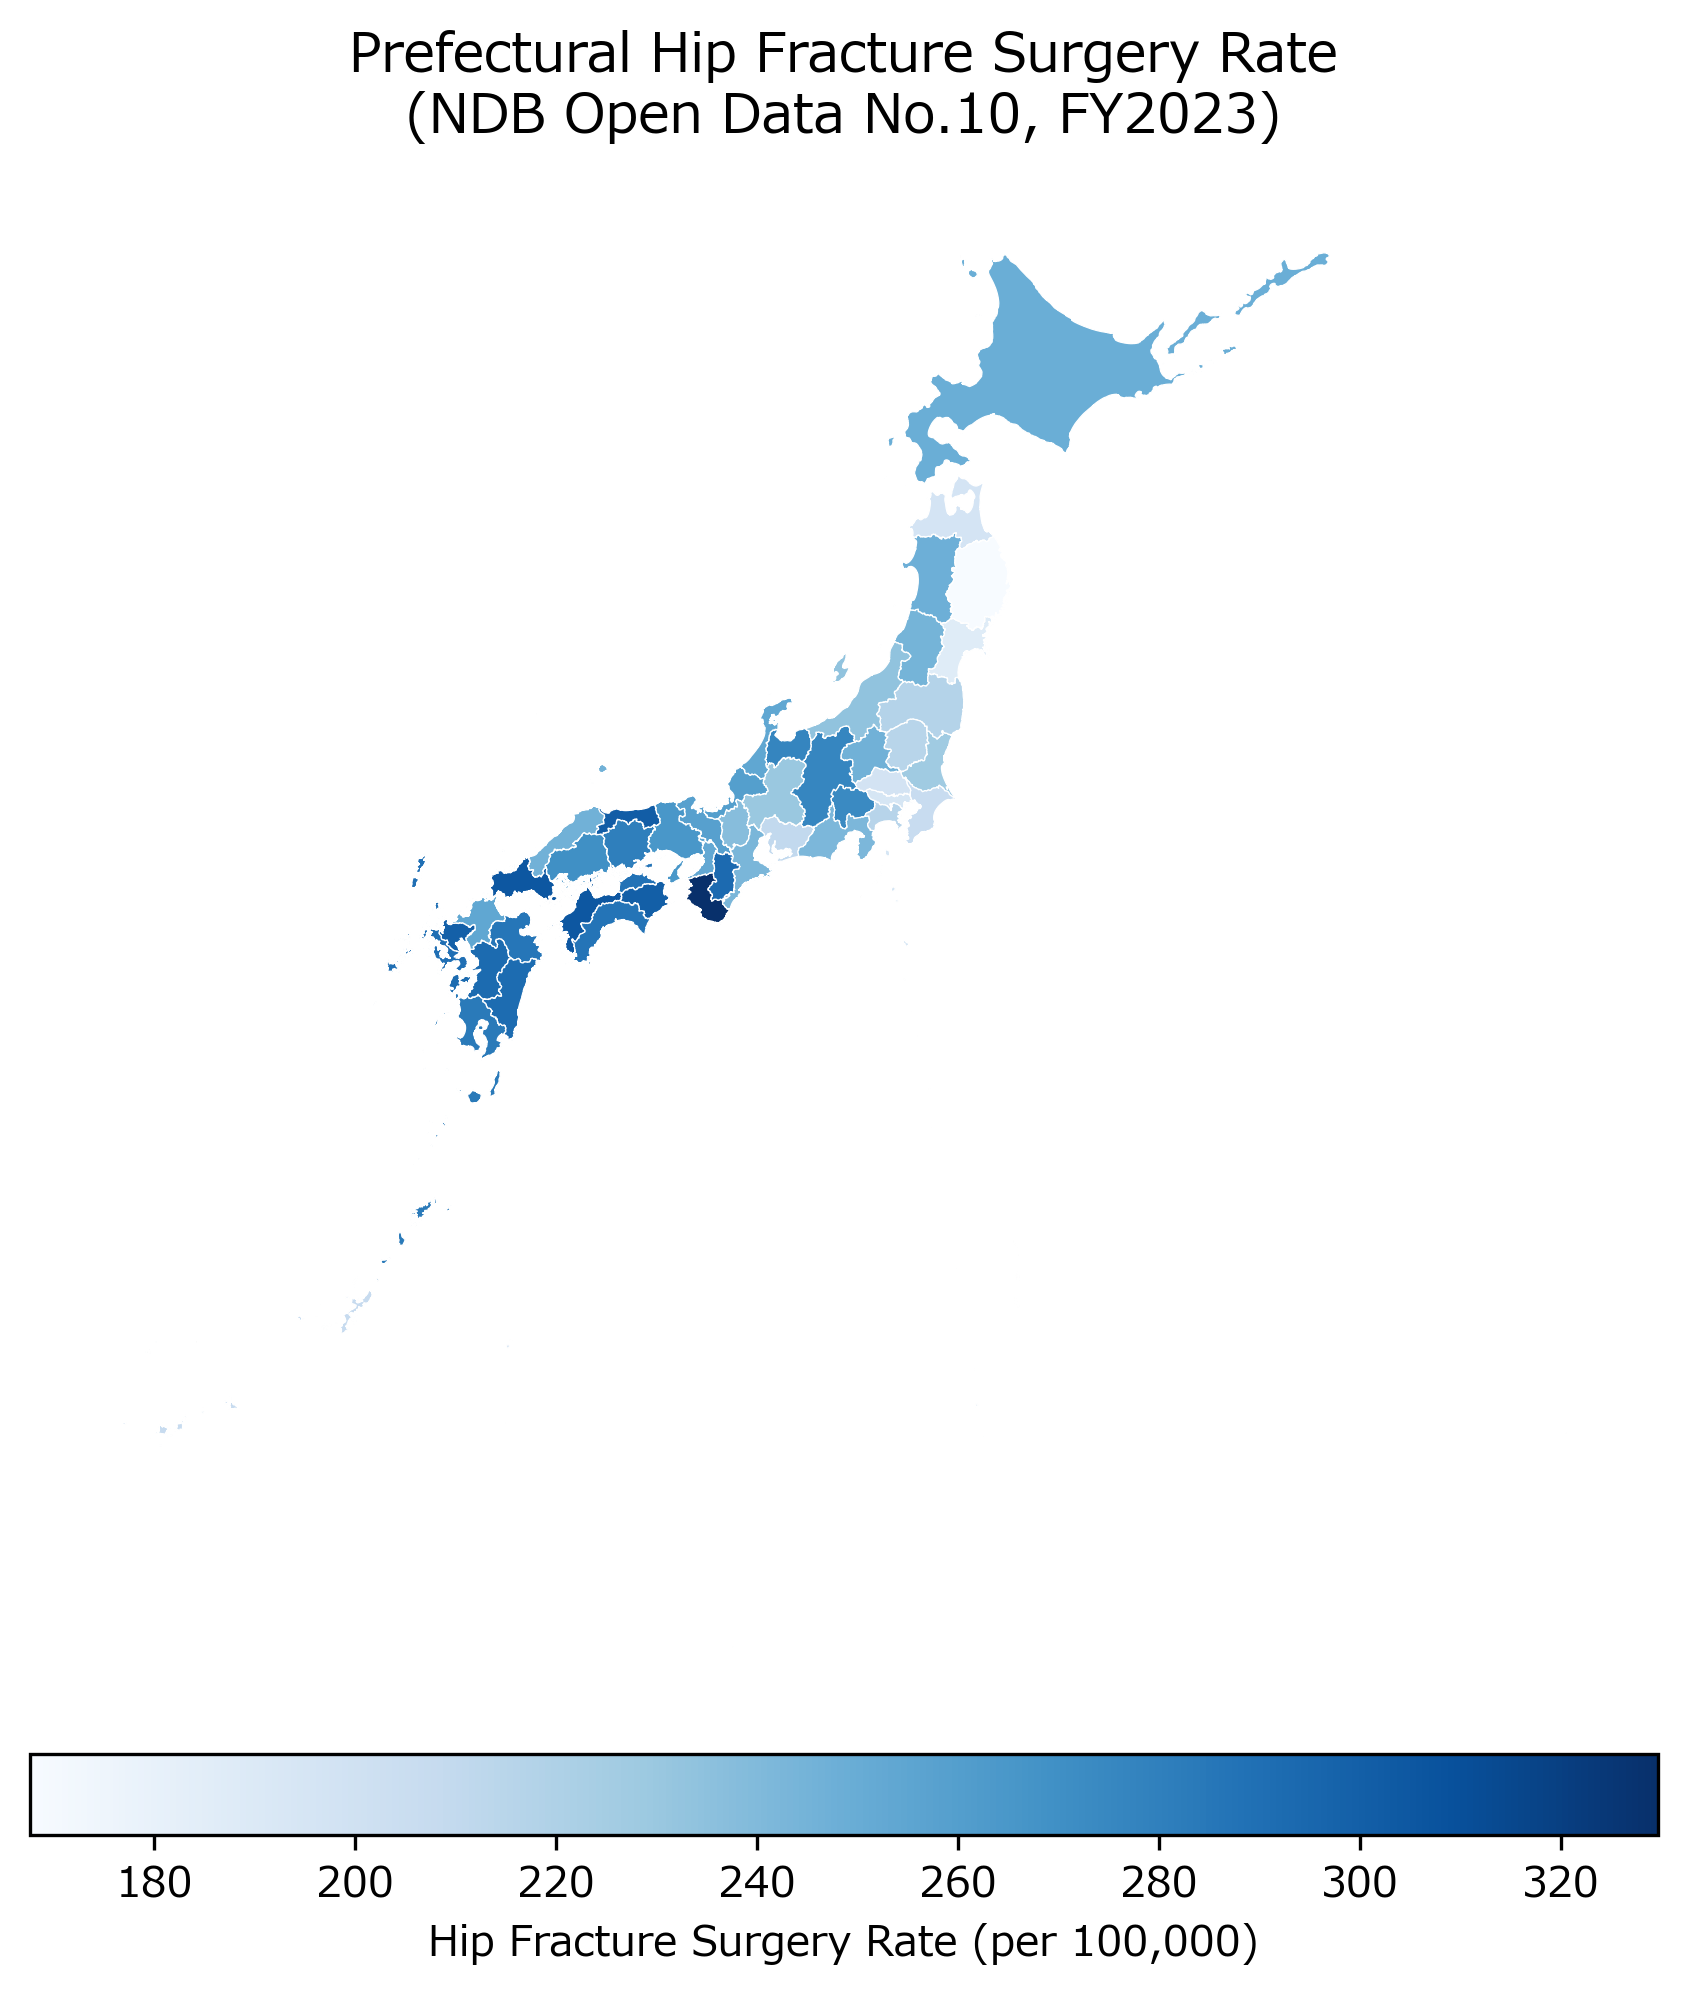 Prefectural Hip Fracture Surgery Rate
(NDB Open Data No.10, FY2023)
180 200 220 240 260 280 300 320
Hip Fracture Surgery Rate (per 100,000)